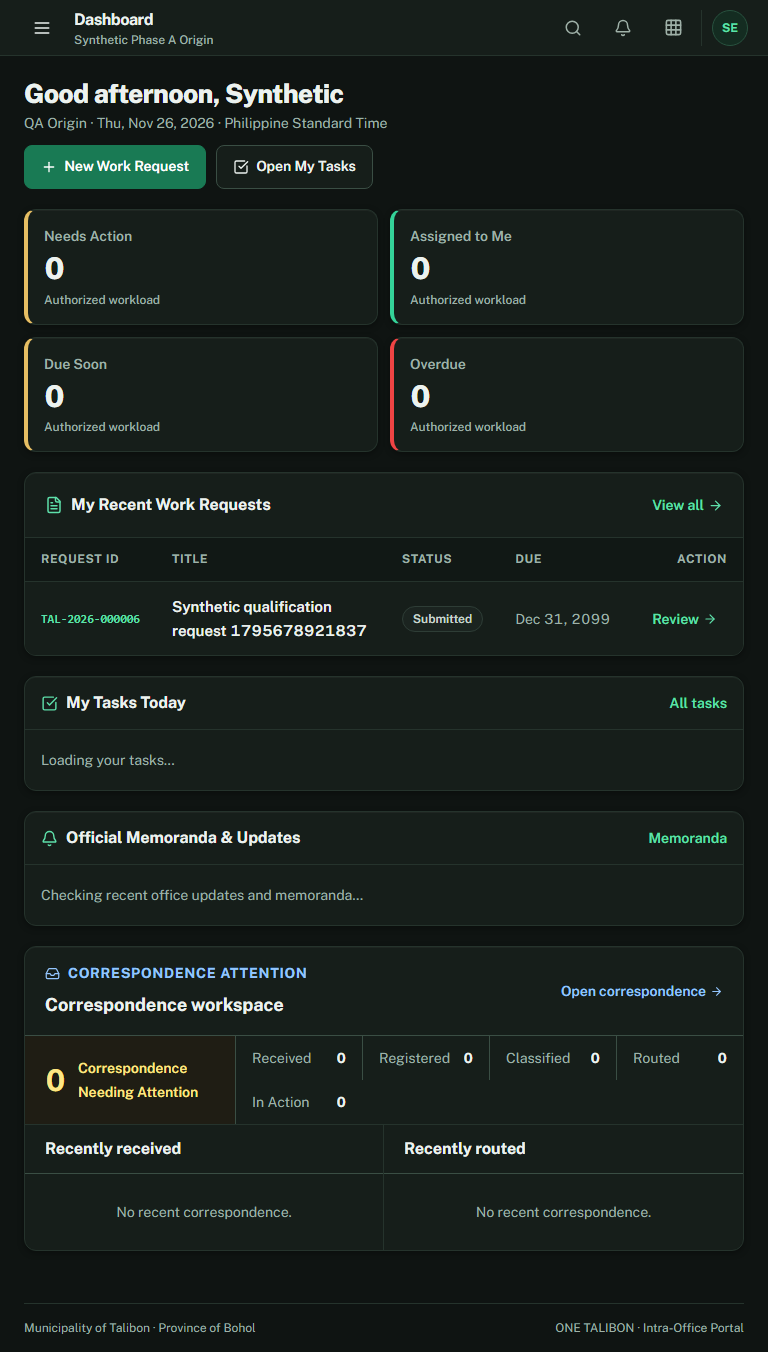 Dashboard
Synthetic Phase A Origin
SE
Good afternoon, Synthetic
QA Origin · Thu, Nov 26, 2026 · Philippine Standard Time
New Work Request
Open My Tasks
Needs Action
0
Authorized workload
Assigned to Me
0
Authorized workload
Due Soon
0
Authorized workload
Overdue
0
Authorized workload
My Recent Work Requests
View all →
REQUEST ID TITLE STATUS DUE ACTION
TAL-2026-000006 Synthetic qualification
request 1795678921837
Submitted Dec 31, 2099 Review →
My Tasks Today
All tasks
Loading your tasks...
Official Memoranda & Updates
Memoranda
Checking recent office updates and memoranda...
CORRESPONDENCE ATTENTION
Correspondence workspace
Open correspondence →
0 Correspondence
Needing Attention
Received 0
Registered 0
Classified 0
Routed 0
In Action 0
Recently received
No recent correspondence.
Recently routed
No recent correspondence.
Municipality of Talibon · Province of Bohol
ONE TALIBON · Intra-Office Portal